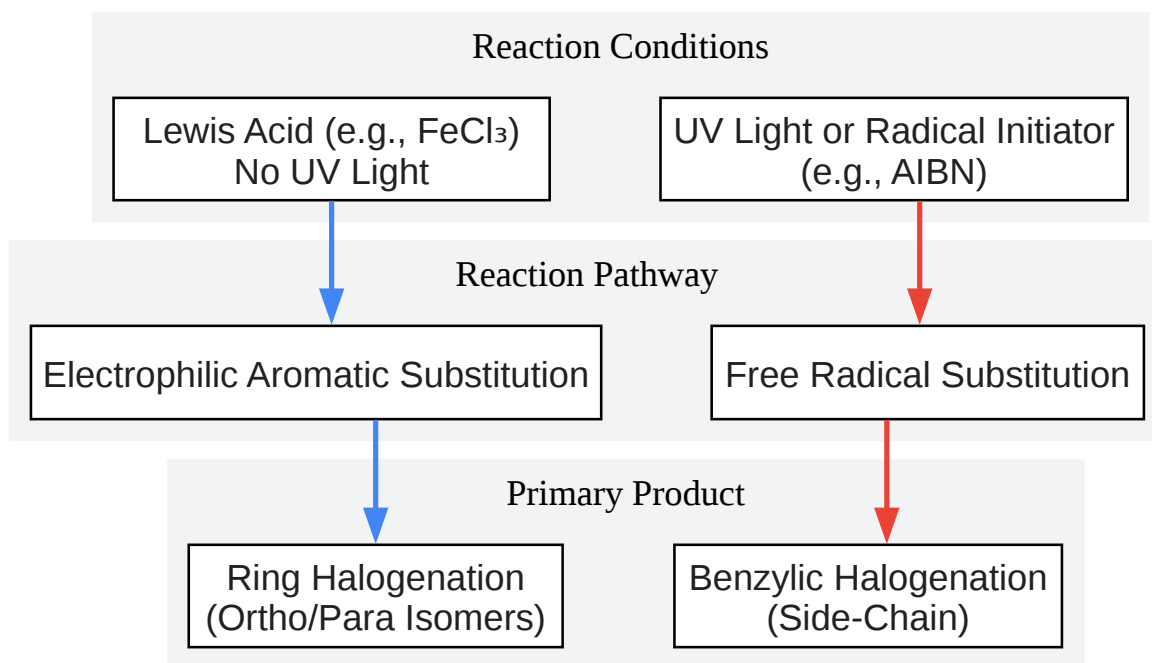 Reaction Conditions
Lewis Acid (e.g., FeCl₃)
No UV Light
UV Light or Radical Initiator
(e.g., AIBN)
Reaction Pathway
Electrophilic Aromatic Substitution
Free Radical Substitution
Primary Product
Ring Halogenation
(Ortho/Para Isomers)
Benzylic Halogenation
(Side-Chain)